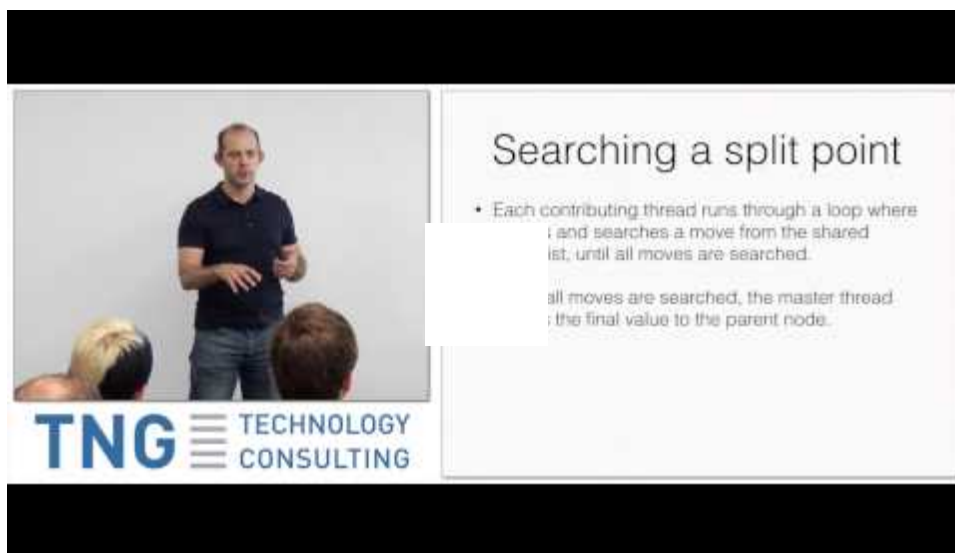 Searching a split point
• Each contributing thread runs through a loop where
and searches a move from the shared
until all moves are searched.
all moves are searched, the master thread
the final value to the parent node.
TNG TECHNOLOGY
CONSULTING